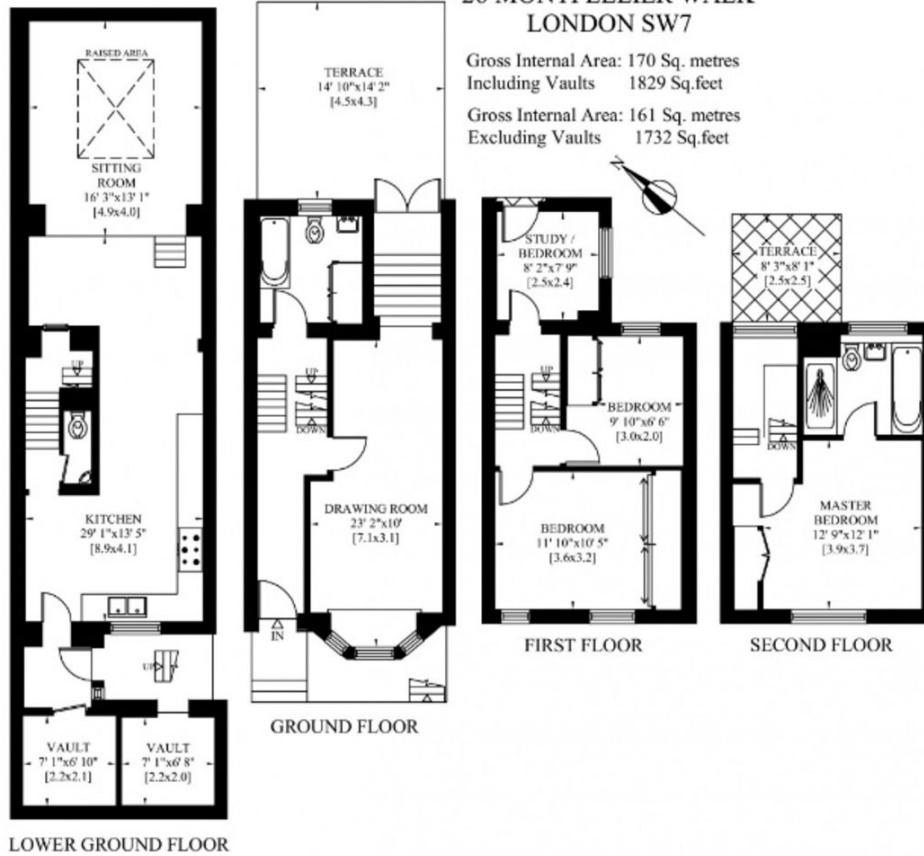 20 MONTPELLIER WALK
LONDON SW7
Gross Internal Area: 170 Sq. metres
Including Vaults 1829 Sq.feet
Gross Internal Area: 161 Sq. metres
Excluding Vaults 1732 Sq.feet
N
RAISED AREA
SITTING
ROOM
16' 3"x13' 1"
[4.9x4.0]
UP
KITCHEN
29' 1"x13' 5"
[8.9x4.1]
UP
VAULT
7' 1"x6' 10"
[2.2x2.1]
VAULT
7' 1"x6' 8"
[2.2x2.0]
LOWER GROUND FLOOR
TERRACE
14' 10"x14' 2"
[4.5x4.3]
UP
DOWN
DRAWING ROOM
23' 2"x10'
[7.1x3.1]
IN
GROUND FLOOR
STUDY /
BEDROOM
8' 2"x7' 9"
[2.5x2.4]
UP
DOWN
BEDROOM
9' 10"x6' 6"
[3.0x2.0]
BEDROOM
11' 10"x10' 5"
[3.6x3.2]
FIRST FLOOR
TERRACE
8' 3"x8' 1"
[2.5x2.5]
DOWN
MASTER
BEDROOM
12' 9"x12' 1"
[3.9x3.7]
SECOND FLOOR